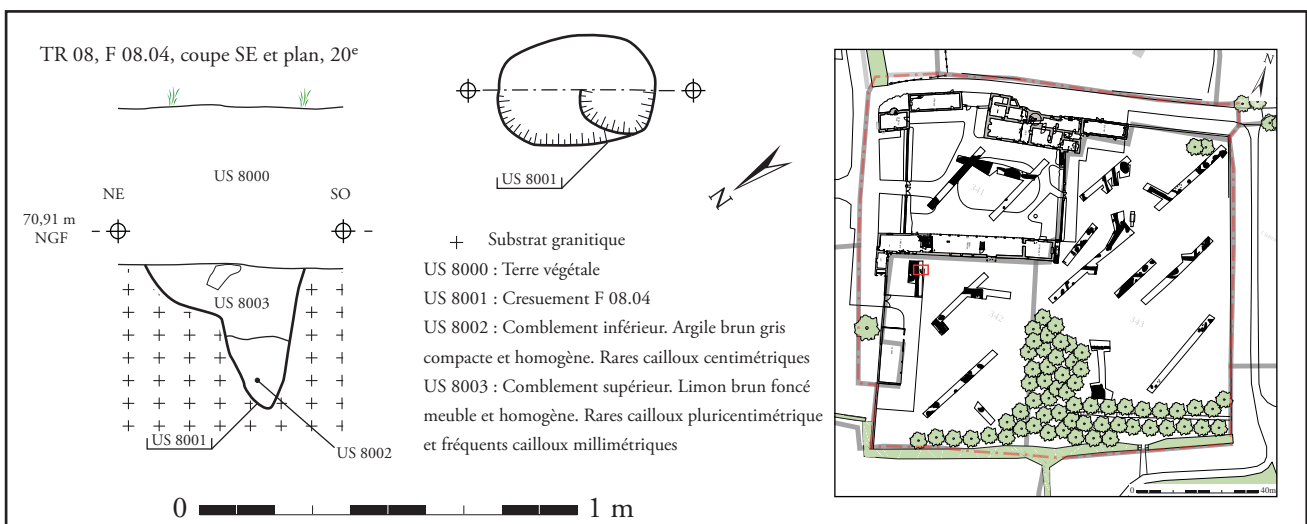 TR 08, F 08.04, coupe SE et plan, 20e
US 8000
NE
SO
70,91 m
NGF
US 8003
US 8001
US 8002
US 8001
N
Substrat granitique
US 8000 : Terre végétale
US 8001 : Cresuement F 08.04
US 8002 : Comblement inférieur. Argile brun gris
compacte et homogène. Rares cailloux centimétriques
US 8003 : Comblement supérieur. Limon brun foncé
meuble et homogène. Rares cailloux pluricentimétrique
et fréquents cailloux millimétriques
0 1 m
N
341
342
343
0 40m